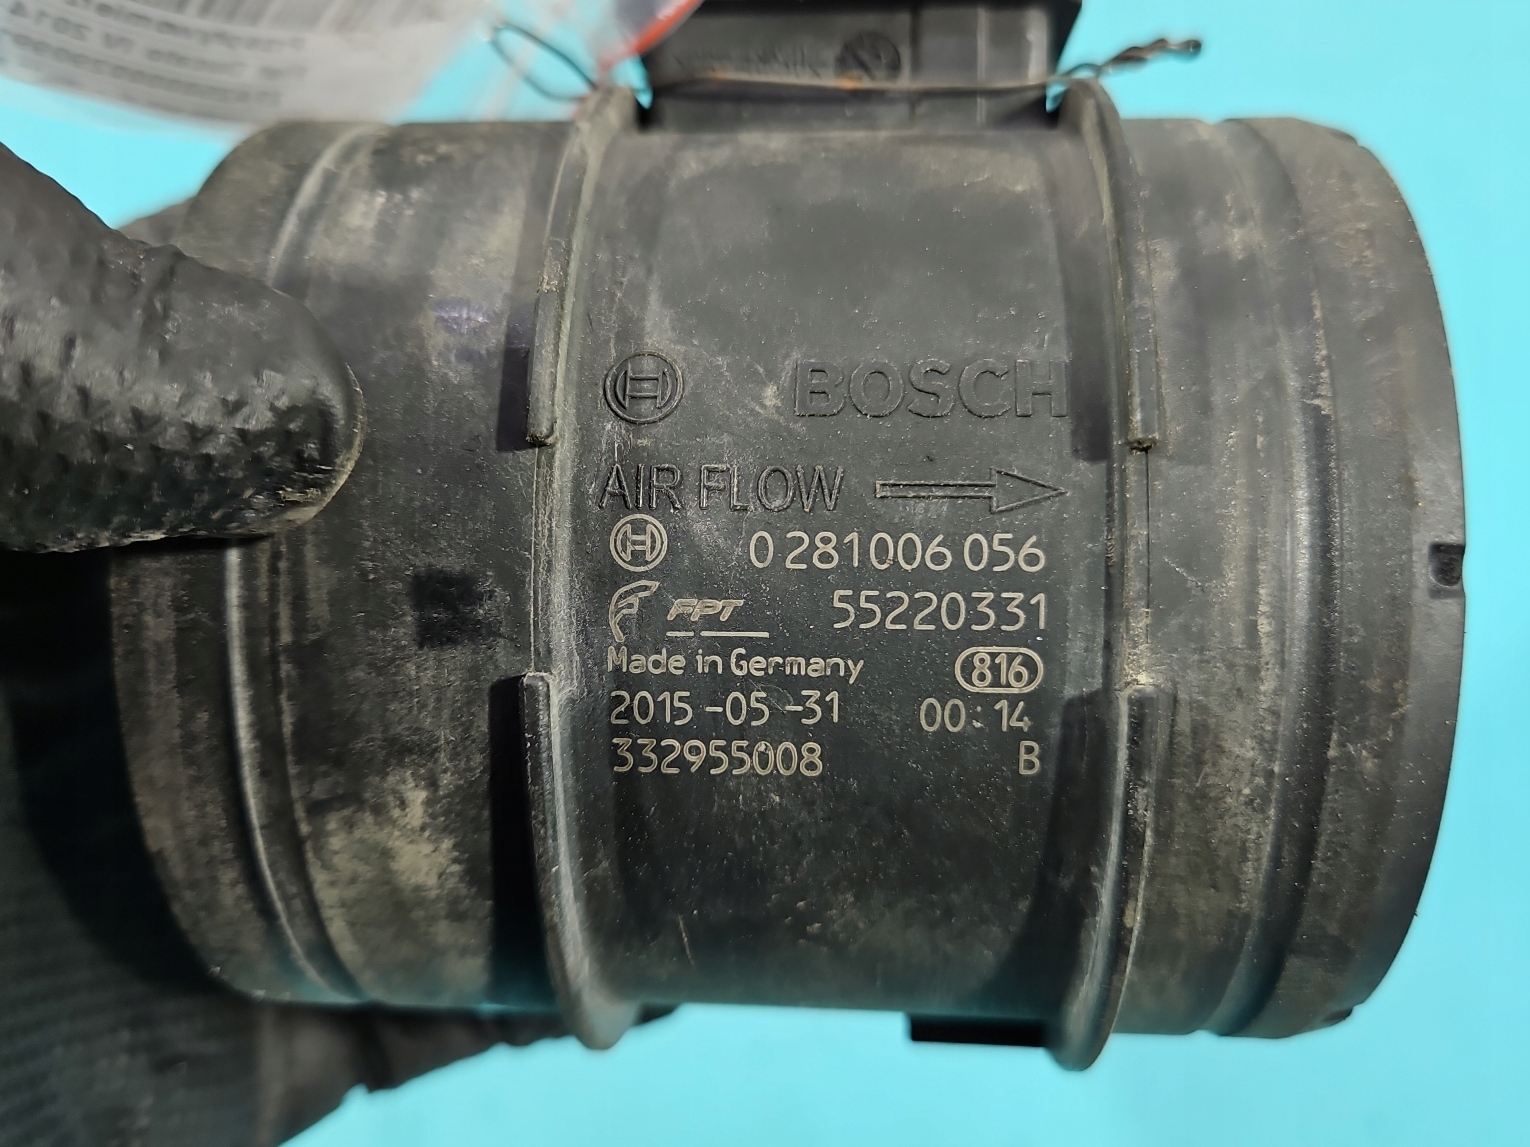 BOSCH
AIR FLOW
0 281 006 056
FPT 55220331
Made in Germany 816
2015-05-31 00:14
332955008 B